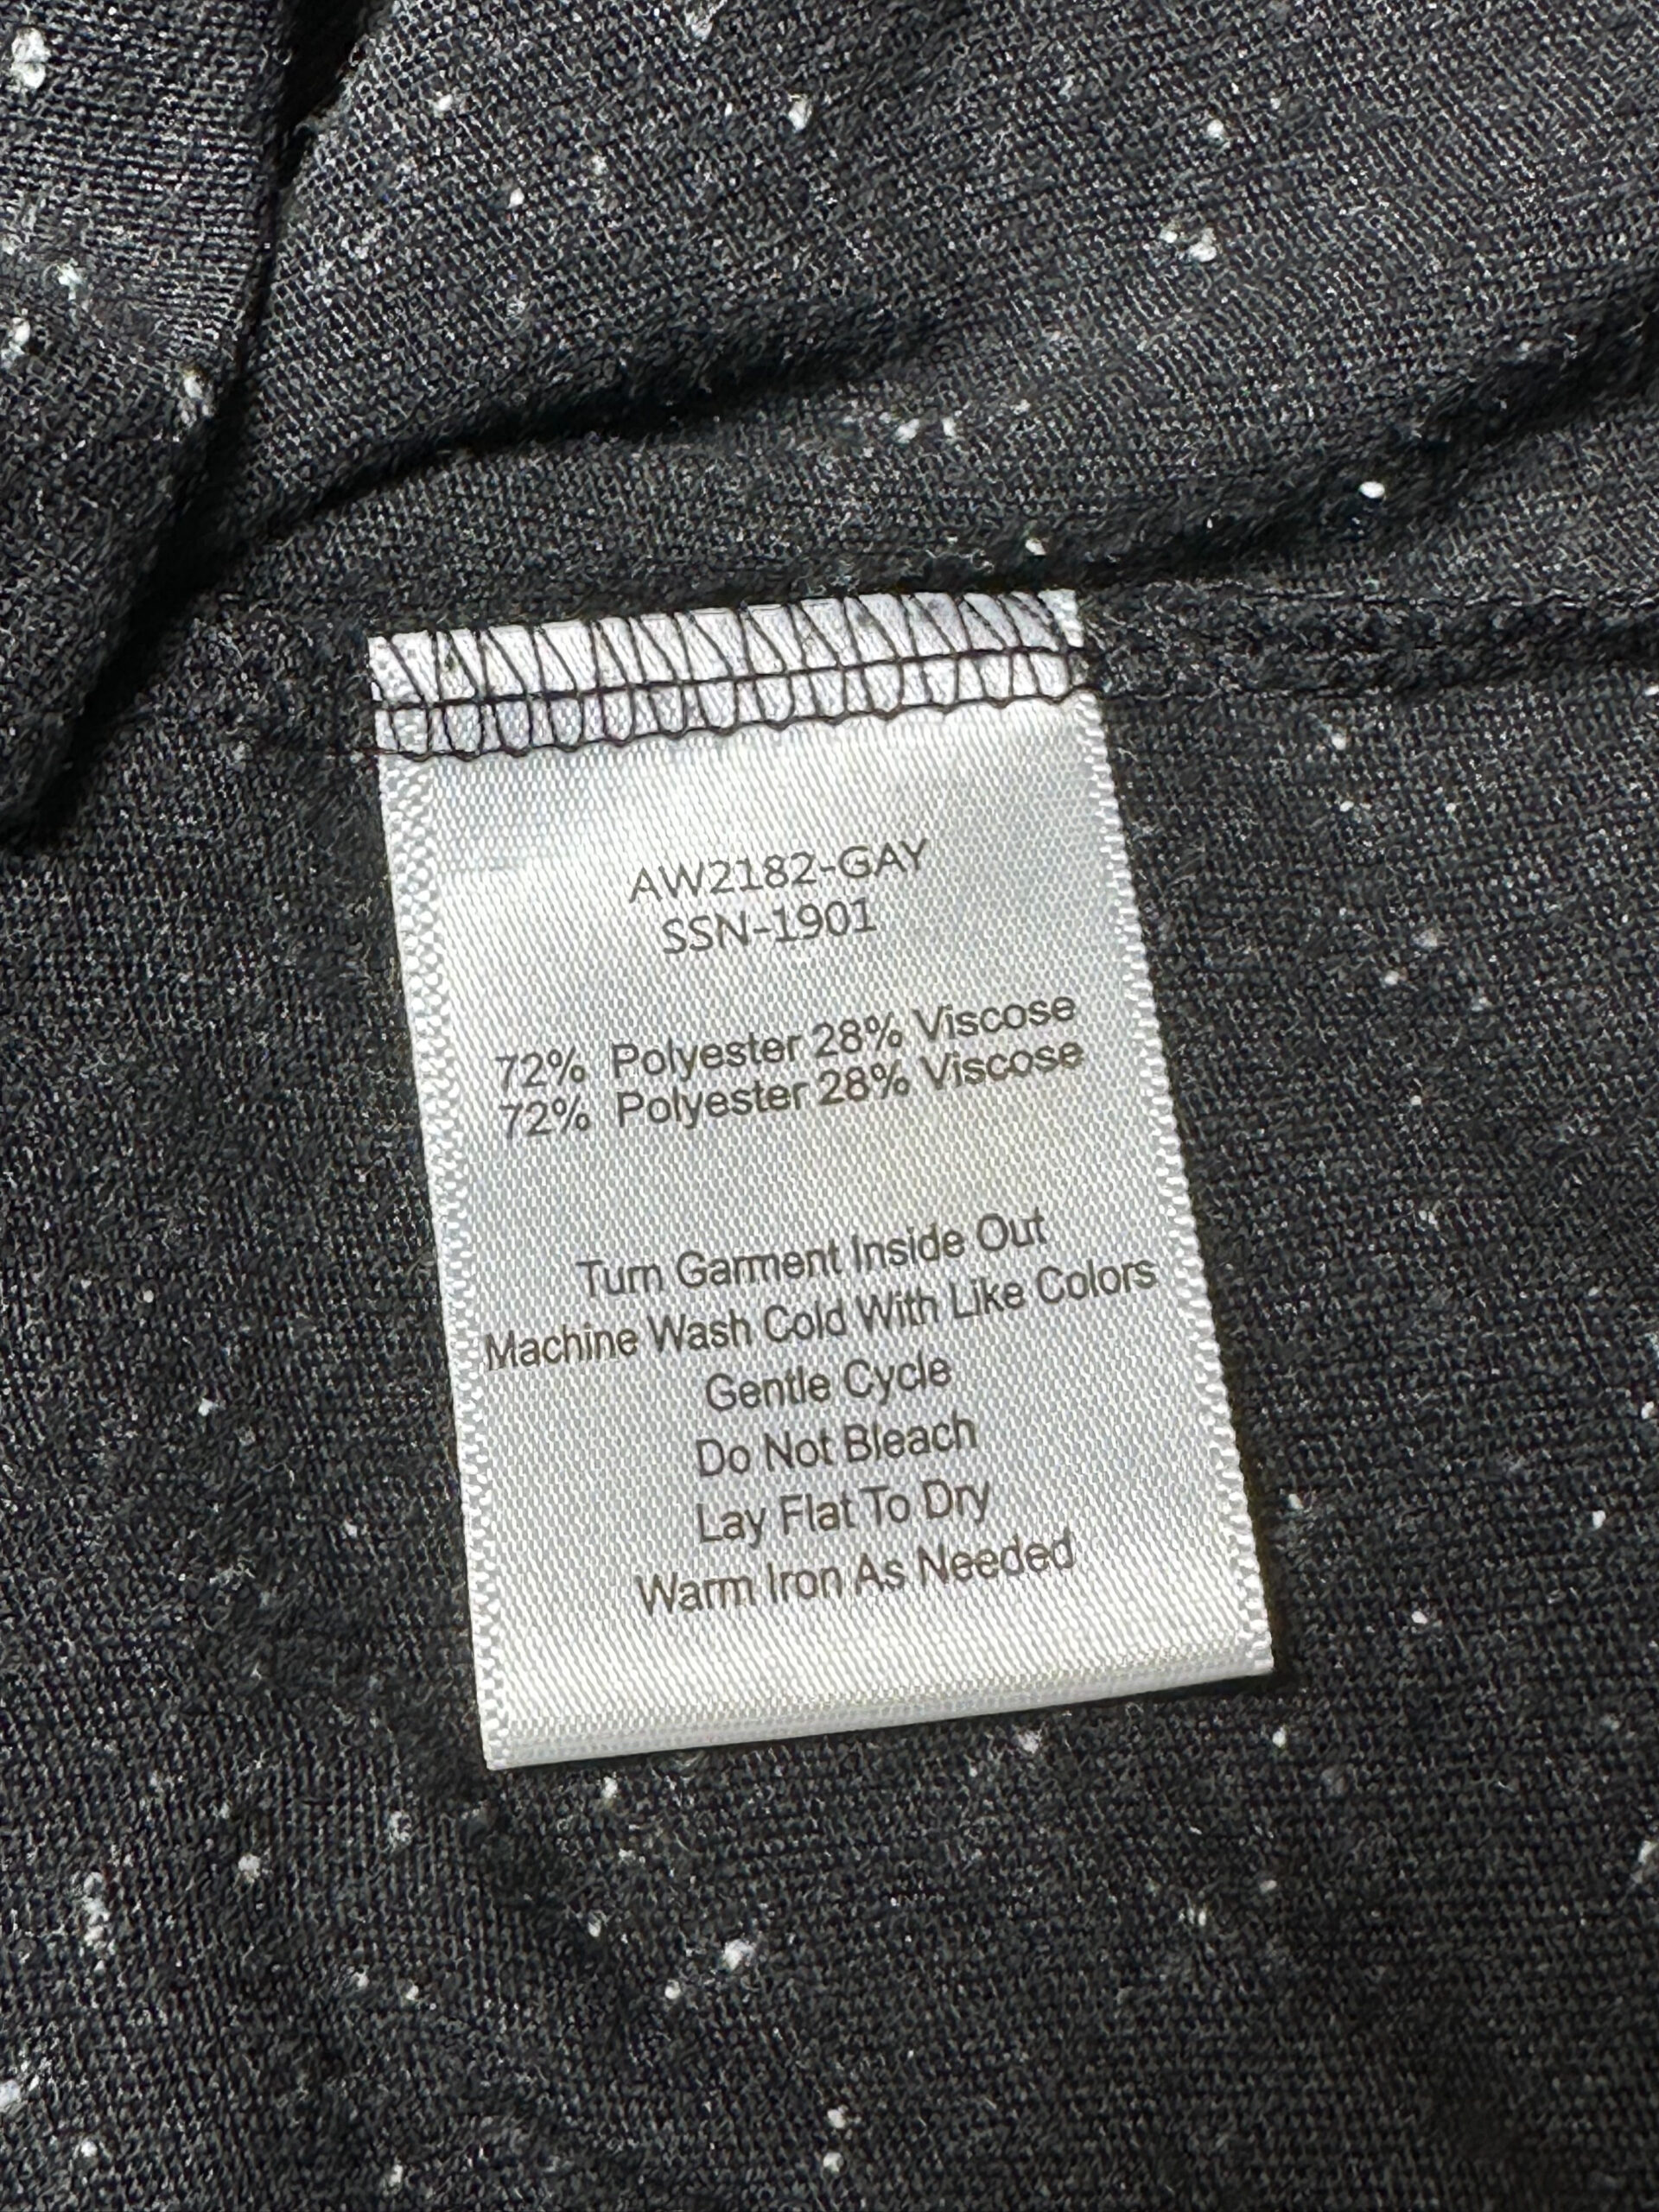 AW2182-GAY
SSN-1901
72% Polyester 28% Viscose
72% Polyester 28% Viscose
Turn Garment Inside Out
Machine Wash Cold With Like Colors
Gentle Cycle
Do Not Bleach
Lay Flat To Dry
Warm Iron As Needed